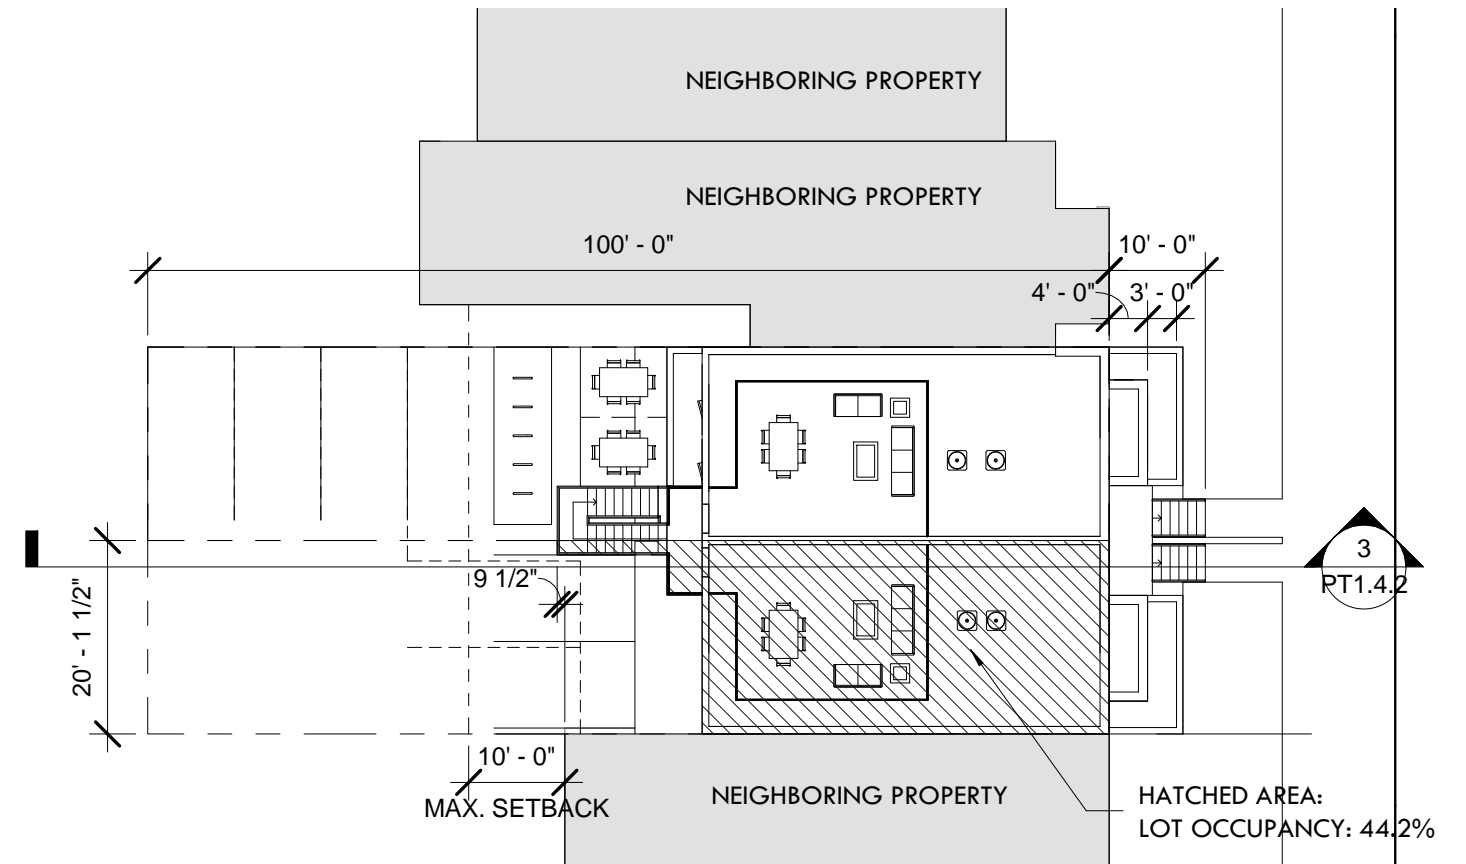 NEIGHBORING PROPERTY
NEIGHBORING PROPERTY
100' - 0"
10' - 0"
4' - 0"
3' - 0"
3
PT1.4.2
9 1/2"
20' - 1 1/2"
10' - 0"
MAX. SETBACK
NEIGHBORING PROPERTY
HATCHED AREA:
LOT OCCUPANCY: 44.2%